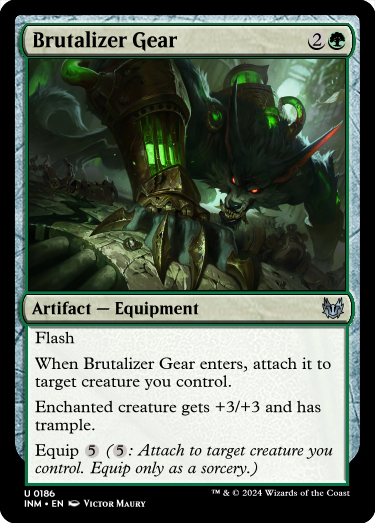 Brutalizer Gear 2
Artifact — Equipment
Flash
When Brutalizer Gear enters, attach it to
target creature you control.
Enchanted creature gets +3/+3 and has
trample.
Equip 5 (5: Attach to target creature you
control. Equip only as a sorcery.)
U 0186
INM • EN VICTOR MAURY
™ & © 2024 Wizards of the Coast